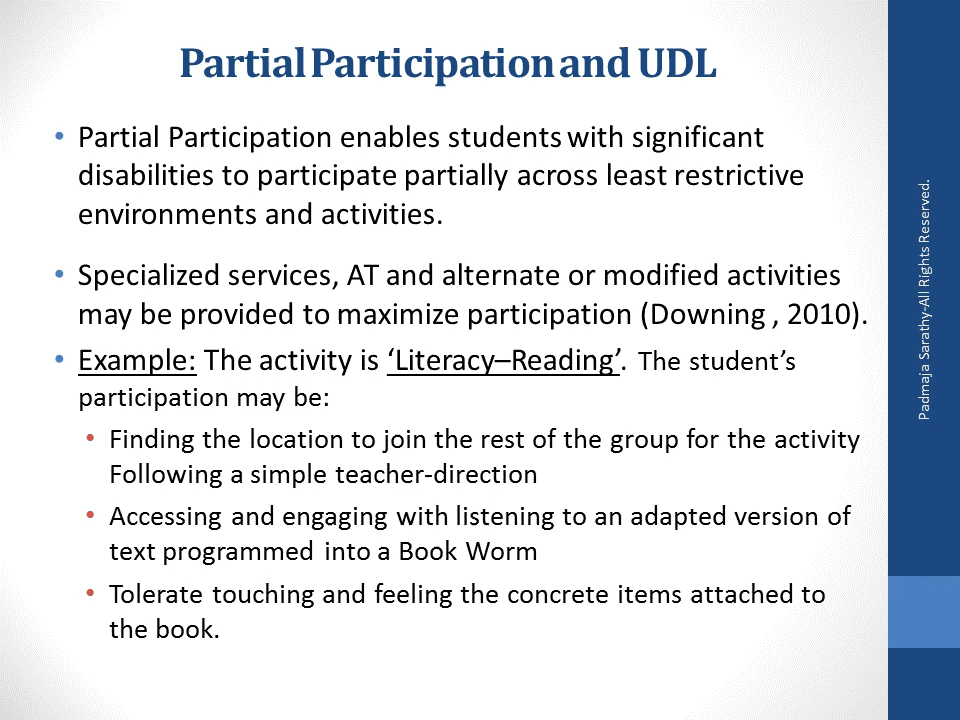 Partial Participation and UDL
• Partial Participation enables students with significant
disabilities to participate partially across least restrictive
environments and activities.
• Specialized services, AT and alternate or modified activities
may be provided to maximize participation (Downing , 2010).
• Example: The activity is ‘Literacy–Reading’. The student’s
participation may be:
• Finding the location to join the rest of the group for the activity
Following a simple teacher-direction
• Accessing and engaging with listening to an adapted version of
text programmed into a Book Worm
• Tolerate touching and feeling the concrete items attached to
the book.
Padmaja Sarathy-All Rights Reserved.